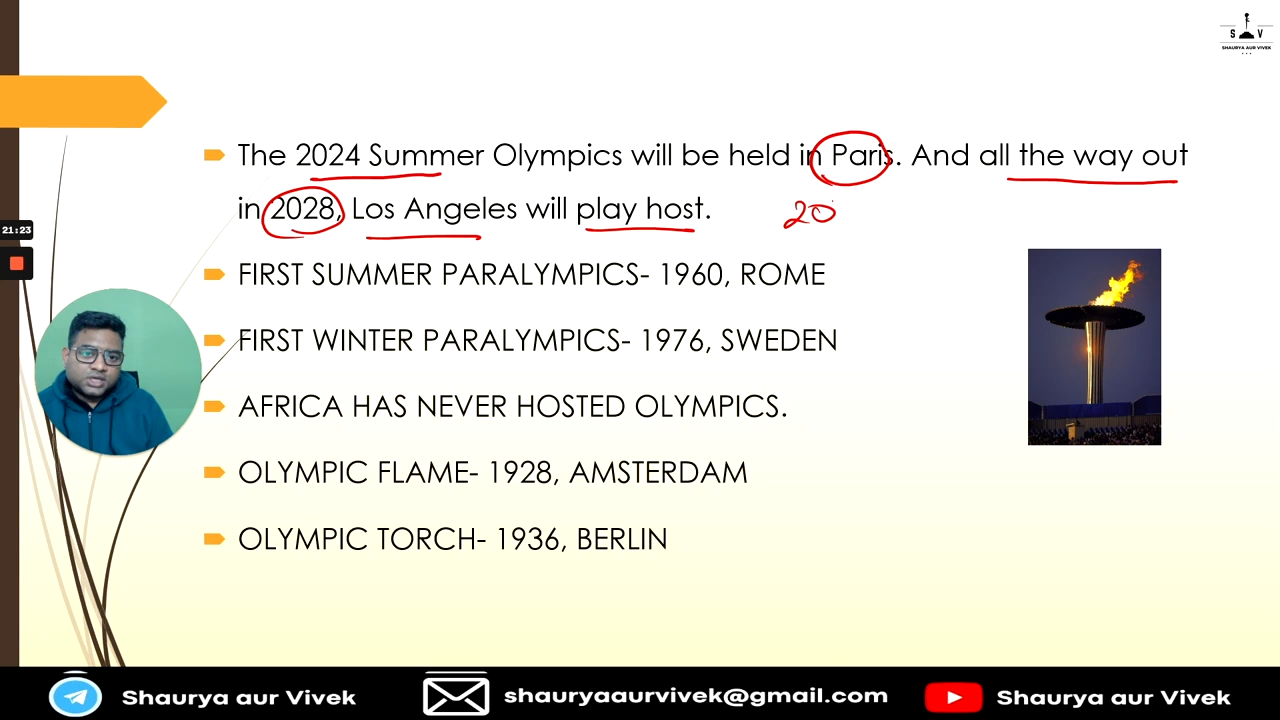 S V
SHAURYA AUR VIVEK
The 2024 Summer Olympics will be held in Paris. And all the way out
in 2028, Los Angeles will play host.
20
21:23
FIRST SUMMER PARALYMPICS- 1960, ROME
FIRST WINTER PARALYMPICS- 1976, SWEDEN
AFRICA HAS NEVER HOSTED OLYMPICS.
OLYMPIC FLAME- 1928, AMSTERDAM
OLYMPIC TORCH- 1936, BERLIN
Shaurya aur Vivek
shauryaaurvivek@gmail.com
Shaurya aur Vivek